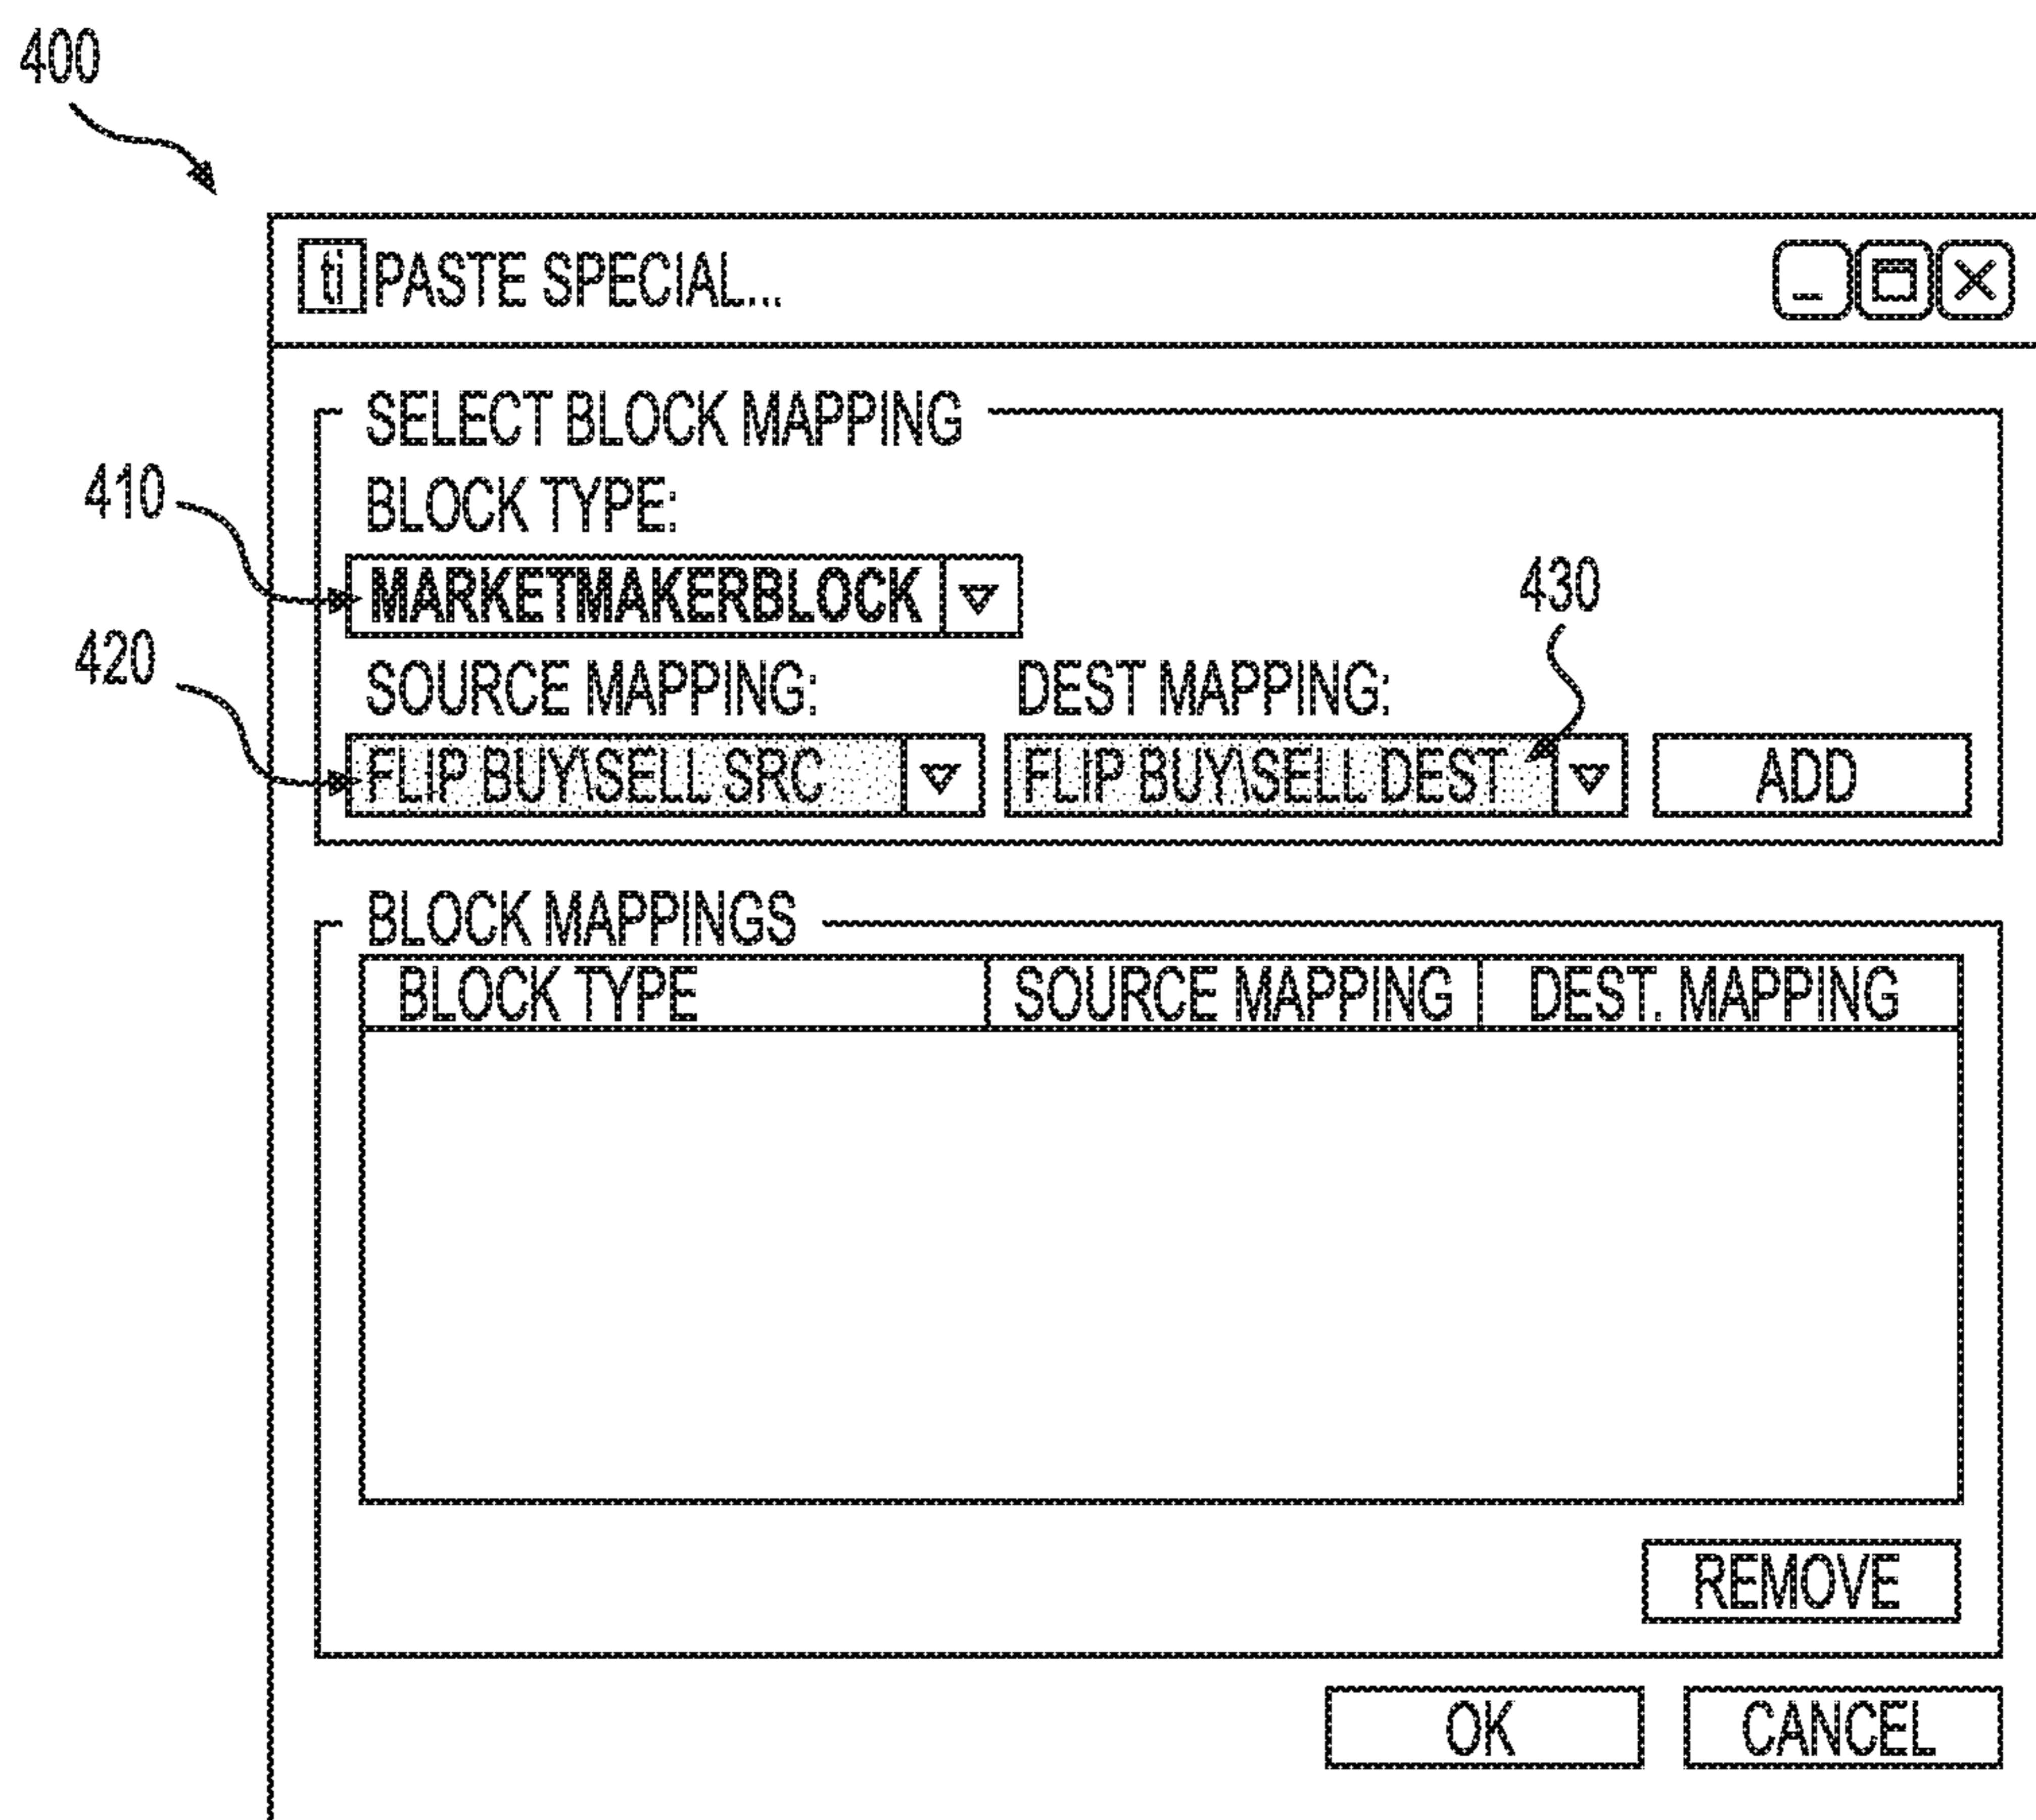 400
ti PASTE SPECIAL...
SELECT BLOCK MAPPING
410 BLOCK TYPE:
MARKETMAKERBLOCK
430
420 SOURCE MAPPING: DEST MAPPING:
FLIP BUY\SELL SRC FLIP BUY\SELL DEST ADD
BLOCK MAPPINGS
BLOCK TYPE SOURCE MAPPING DEST. MAPPING
REMOVE
OK CANCEL